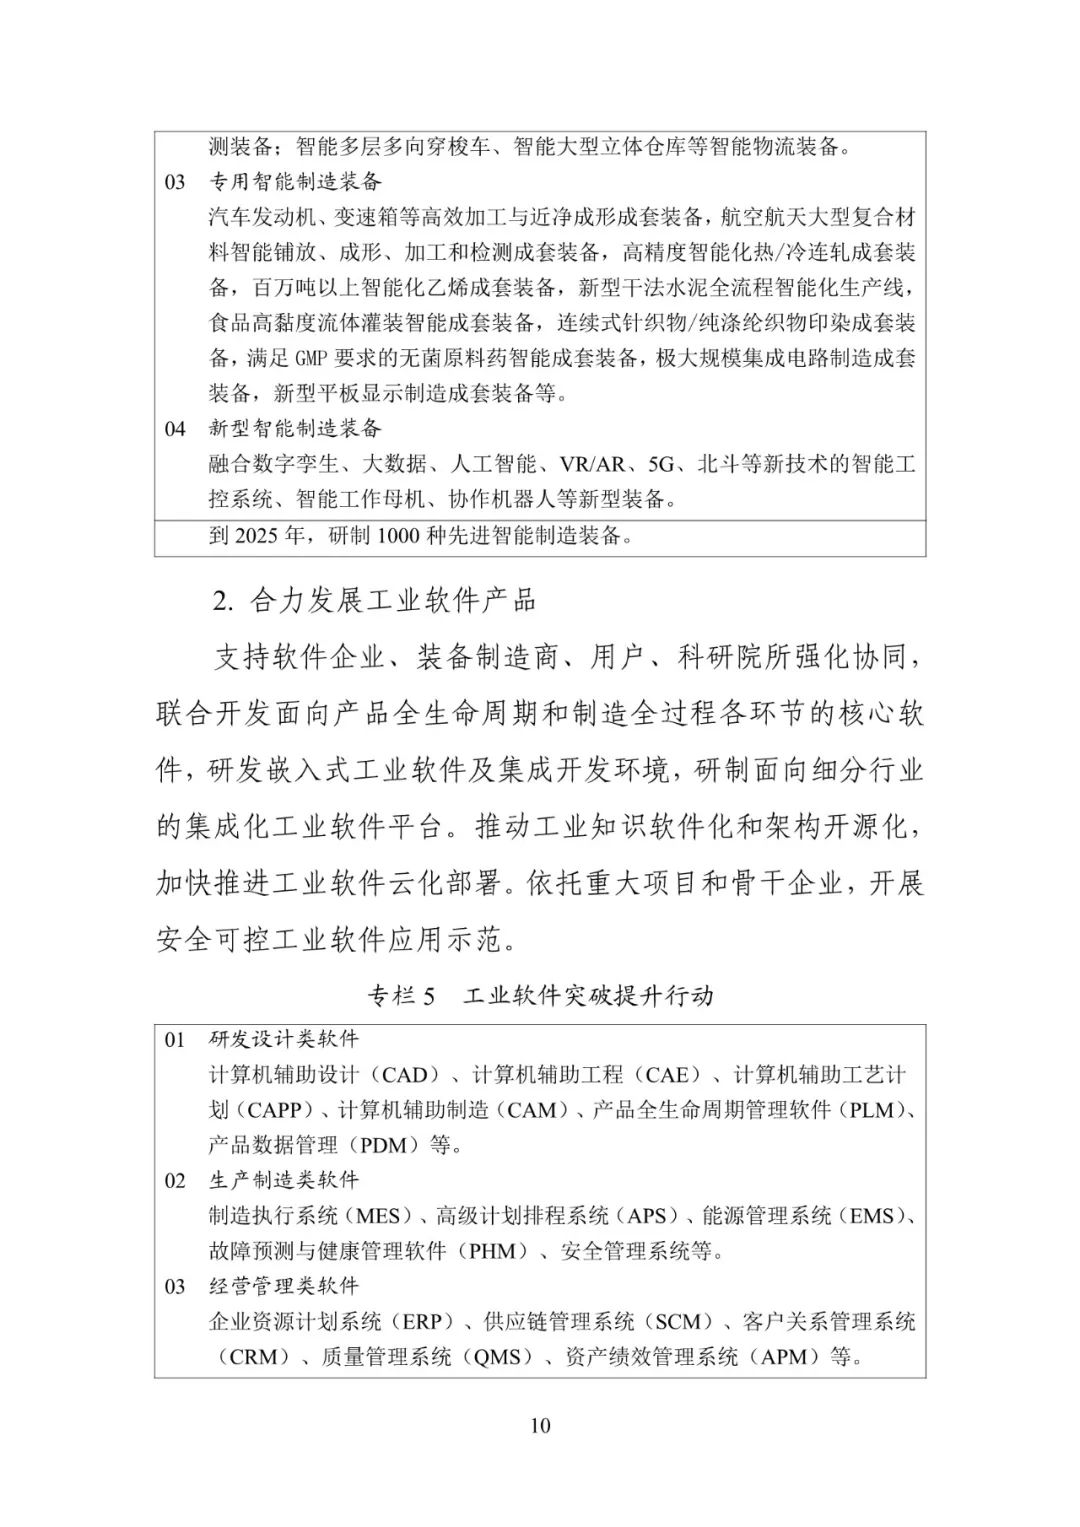 测装备；智能多层多向穿梭车、智能大型立体仓库等智能物流装备。
03 专用智能制造装备
汽车发动机、变速箱等高效加工与近净成形成套装备，航空航天大型复合材
料智能铺放、成形、加工和检测成套装备，高精度智能化热/冷连轧成套装
备，百万吨以上智能化乙烯成套装备，新型干法水泥全流程智能化生产线，
食品高黏度流体灌装智能成套装备，连续式针织物/纯涤纶织物印染成套装
备，满足 GMP 要求的无菌原料药智能成套装备，极大规模集成电路制造成套
装备，新型平板显示制造成套装备等。
04 新型智能制造装备
融合数字孪生、大数据、人工智能、VR/AR、5G、北斗等新技术的智能工
控系统、智能工作母机、协作机器人等新型装备。
到 2025 年，研制 1000 种先进智能制造装备。
2. 合力发展工业软件产品
支持软件企业、装备制造商、用户、科研院所强化协同，
联合开发面向产品全生命周期和制造全过程各环节的核心软
件，研发嵌入式工业软件及集成开发环境，研制面向细分行业
的集成化工业软件平台。推动工业知识软件化和架构开源化，
加快推进工业软件云化部署。依托重大项目和骨干企业，开展
安全可控工业软件应用示范。
专栏 5 工业软件突破提升行动
01 研发设计类软件
计算机辅助设计（CAD）、计算机辅助工程（CAE）、计算机辅助工艺计
划（CAPP）、计算机辅助制造（CAM）、产品全生命周期管理软件（PLM）、
产品数据管理（PDM）等。
02 生产制造类软件
制造执行系统（MES）、高级计划排程系统（APS）、能源管理系统（EMS）、
故障预测与健康管理软件（PHM）、安全管理系统等。
03 经营管理类软件
企业资源计划系统（ERP）、供应链管理系统（SCM）、客户关系管理系统
（CRM）、质量管理系统（QMS）、资产绩效管理系统（APM）等。
10